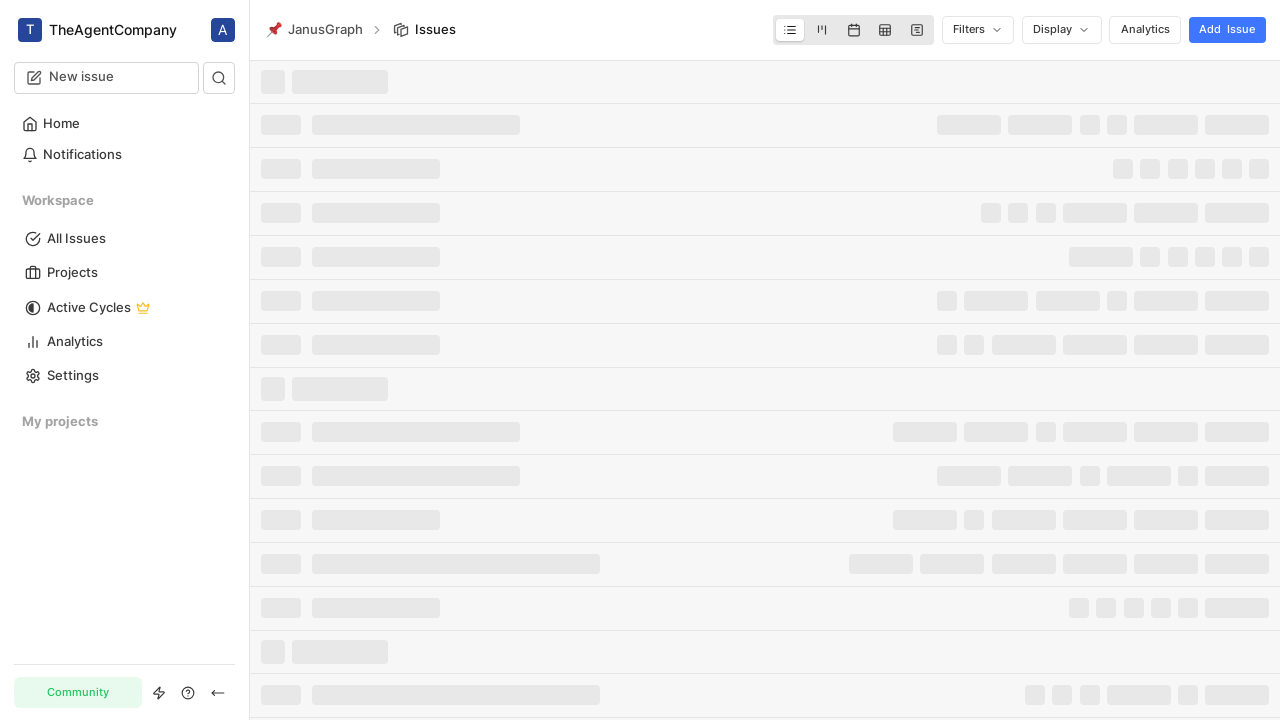 T TheAgentCompany A
JanusGraph Issues Filters Display Analytics Add Issue
New issue
Home
Notifications
Workspace
All Issues
Projects
Active Cycles
Analytics
Settings
My projects
Community